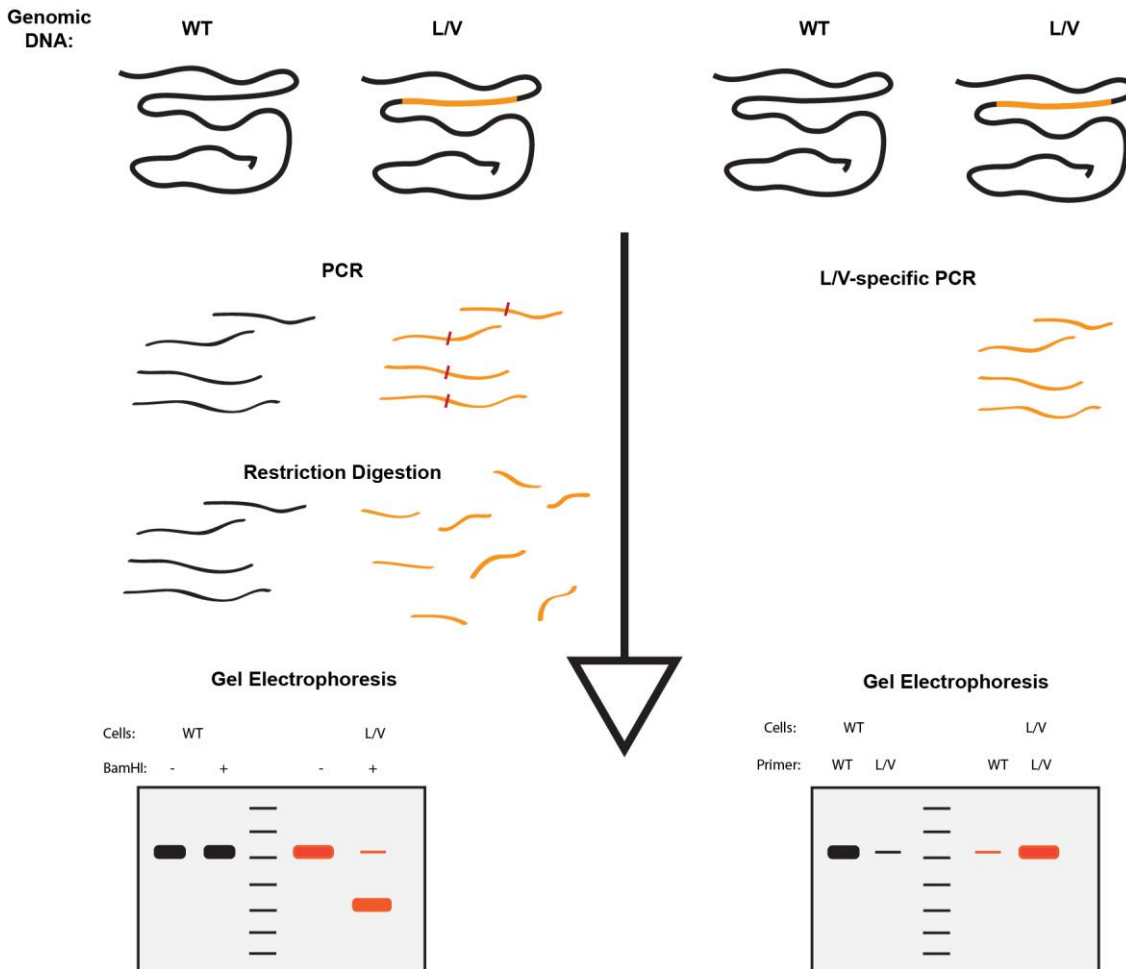 Genomic
DNA:
WT L/V WT L/V
PCR
L/V-specific PCR
Restriction Digestion
Gel Electrophoresis
Cells: WT L/V
BamHI: - + - +
Gel Electrophoresis
Cells: WT L/V
Primer: WT L/V WT L/V